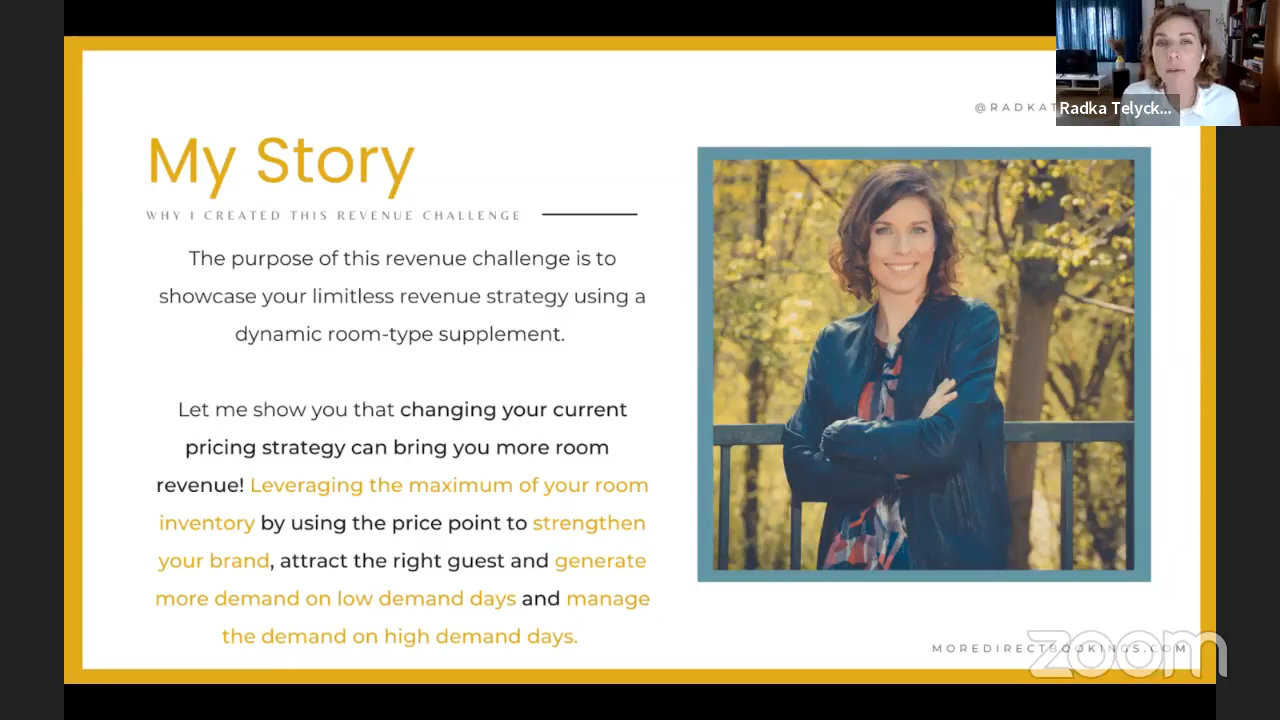 Radka Telyck...
My Story
WHY I CREATED THIS REVENUE CHALLENGE
The purpose of this revenue challenge is to
showcase your limitless revenue strategy using a
dynamic room-type supplement.
Let me show you that changing your current
pricing strategy can bring you more room
revenue! Leveraging the maximum of your room
inventory by using the price point to strengthen
your brand, attract the right guest and generate
more demand on low demand days and manage
the demand on high demand days.
MOREDIRECTBOOKINGS.COM
zoom